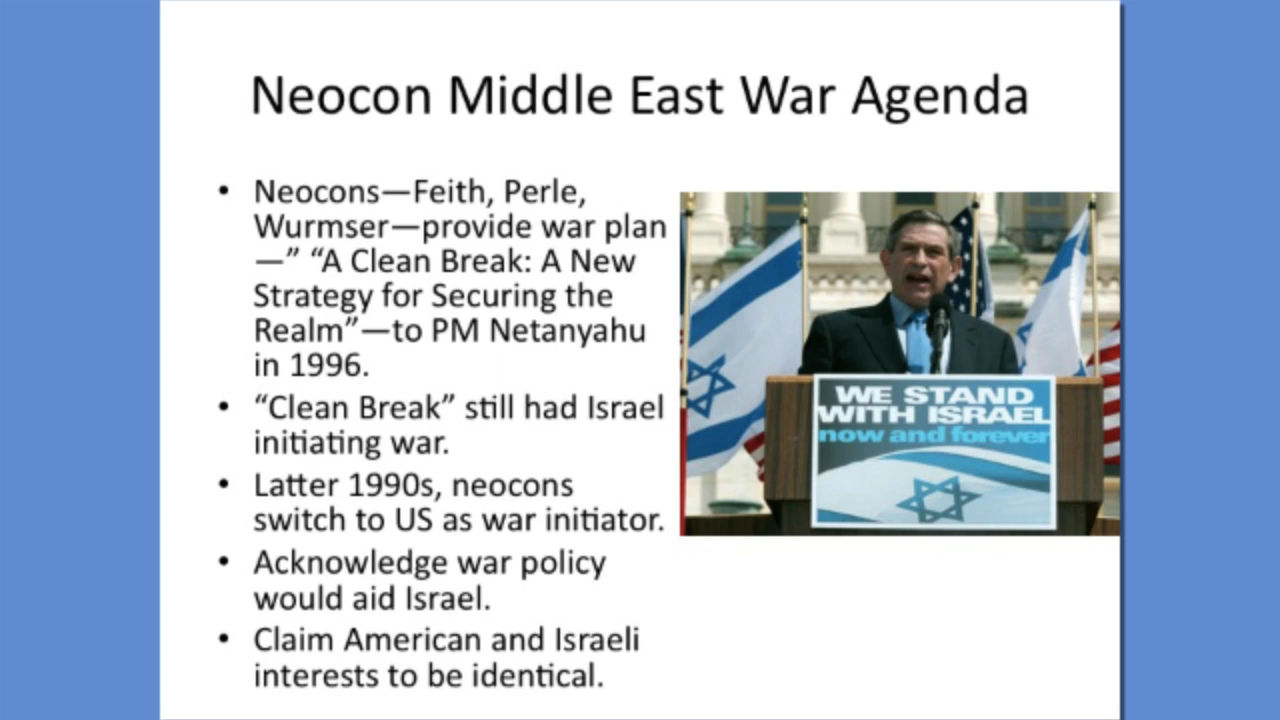 Neocon Middle East War Agenda
• Neocons—Feith, Perle,
Wurmser—provide war plan
—” “A Clean Break: A New
Strategy for Securing the
Realm”—to PM Netanyahu
in 1996.
• “Clean Break” still had Israel
initiating war.
• Latter 1990s, neocons
switch to US as war initiator.
• Acknowledge war policy
would aid Israel.
• Claim American and Israeli
interests to be identical.
WE STAND
WITH ISRAEL
now and forever